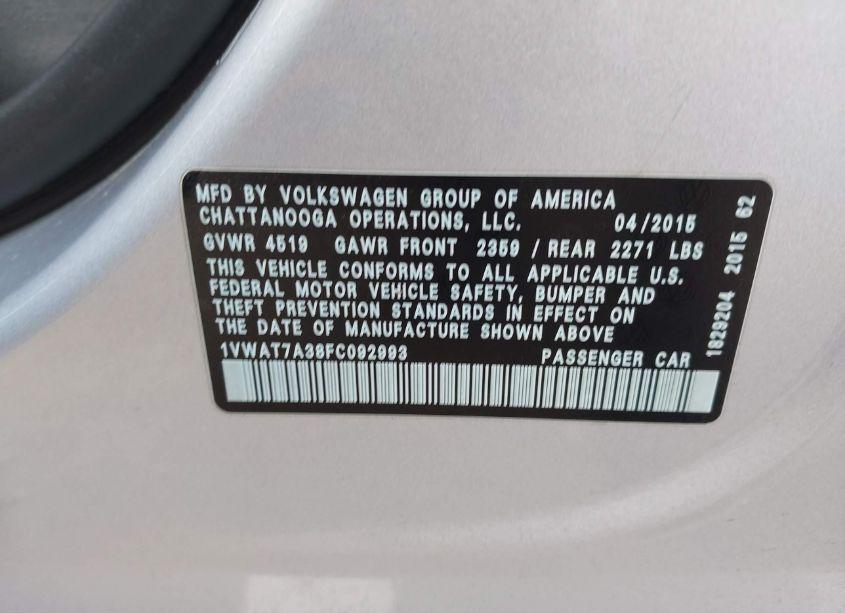 MFD BY VOLKSWAGEN GROUP OF AMERICA
CHATTANOOGA OPERATIONS, LLC. 04/2015
GVWR 4519 GAWR FRONT 2359 / REAR 2271 LBS
THIS VEHICLE CONFORMS TO ALL APPLICABLE U.S.
FEDERAL MOTOR VEHICLE SAFETY, BUMPER AND
THEFT PREVENTION STANDARDS IN EFFECT ON
THE DATE OF MANUFACTURE SHOWN ABOVE
1VWAT7A38FC092993 PASSENGER CAR
1829204 2015 62